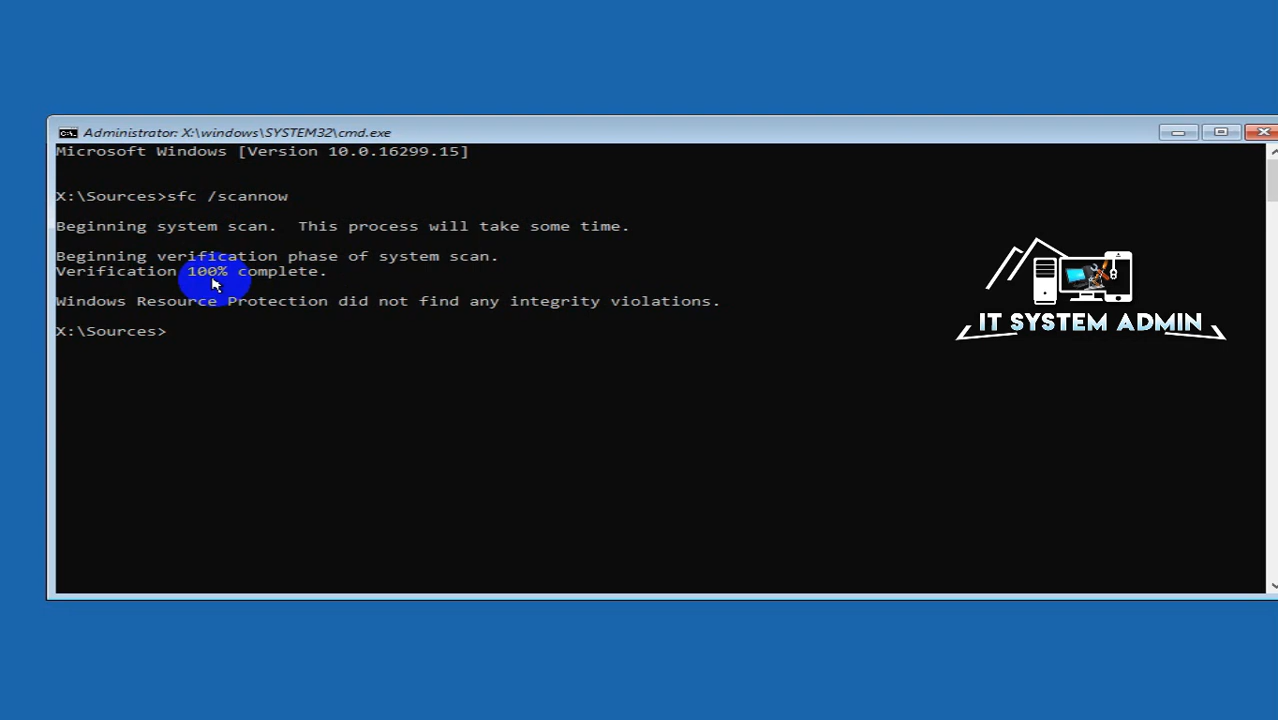 Administrator: X:\windows\SYSTEM32\cmd.exe
Microsoft Windows [Version 10.0.16299.15]
X:\Sources>sfc /scannow
Beginning system scan.  This process will take some time.
Beginning verification phase of system scan.
Verification 100% complete.
Windows Resource Protection did not find any integrity violations.
X:\Sources>
IT SYSTEM ADMIN